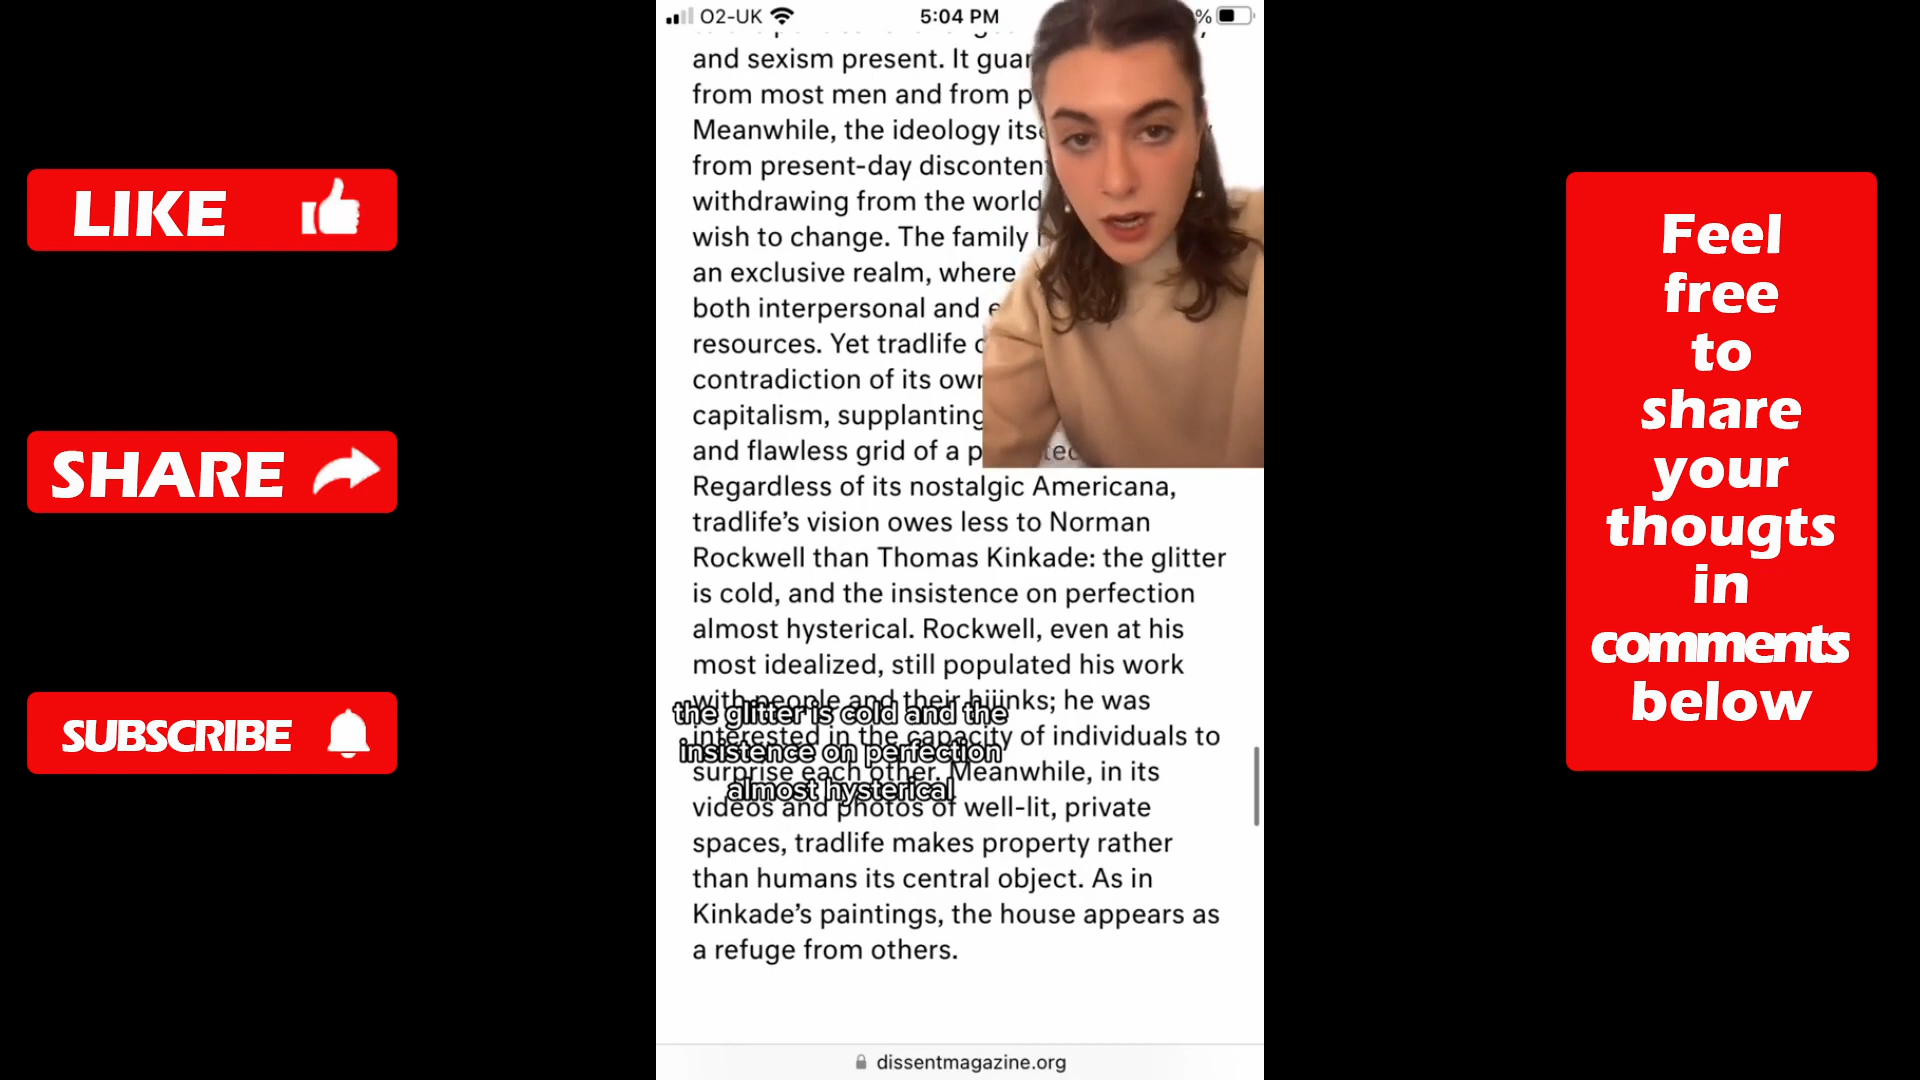 O2-UK
5:04 PM
%
and sexism present. It guar
from most men and from p
Meanwhile, the ideology itse
from present-day discontent
withdrawing from the world
wish to change. The family
an exclusive realm, where
both interpersonal and e
resources. Yet tradlife
contradiction of its own
capitalism, supplanting
and flawless grid of a p
Regardless of its nostalgic Americana,
tradlife’s vision owes less to Norman
Rockwell than Thomas Kinkade: the glitter
is cold, and the insistence on perfection
almost hysterical. Rockwell, even at his
most idealized, still populated his work
with people and their hijinks; he was
interested in the capacity of individuals to
surprise each other. Meanwhile, in its
videos and photos of well-lit, private
spaces, tradlife makes property rather
than humans its central object. As in
Kinkade’s paintings, the house appears as
a refuge from others.
the glitter is cold and the
insistence on perfection
almost hysterical
dissentmagazine.org
LIKE
SHARE
SUBSCRIBE
Feel
free
to
share
your
thougts
in
comments
below